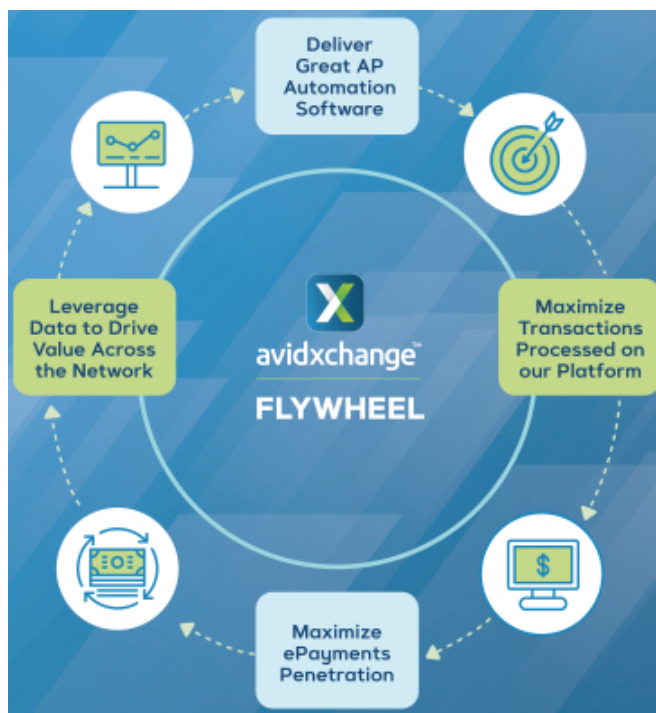 Deliver
Great AP
Automation
Software
Leverage
Data to Drive
Value Across
the Network
avidxchange™
FLYWHEEL
Maximize
Transactions
Processed on
our Platform
$
Maximize
ePayments
Penetration